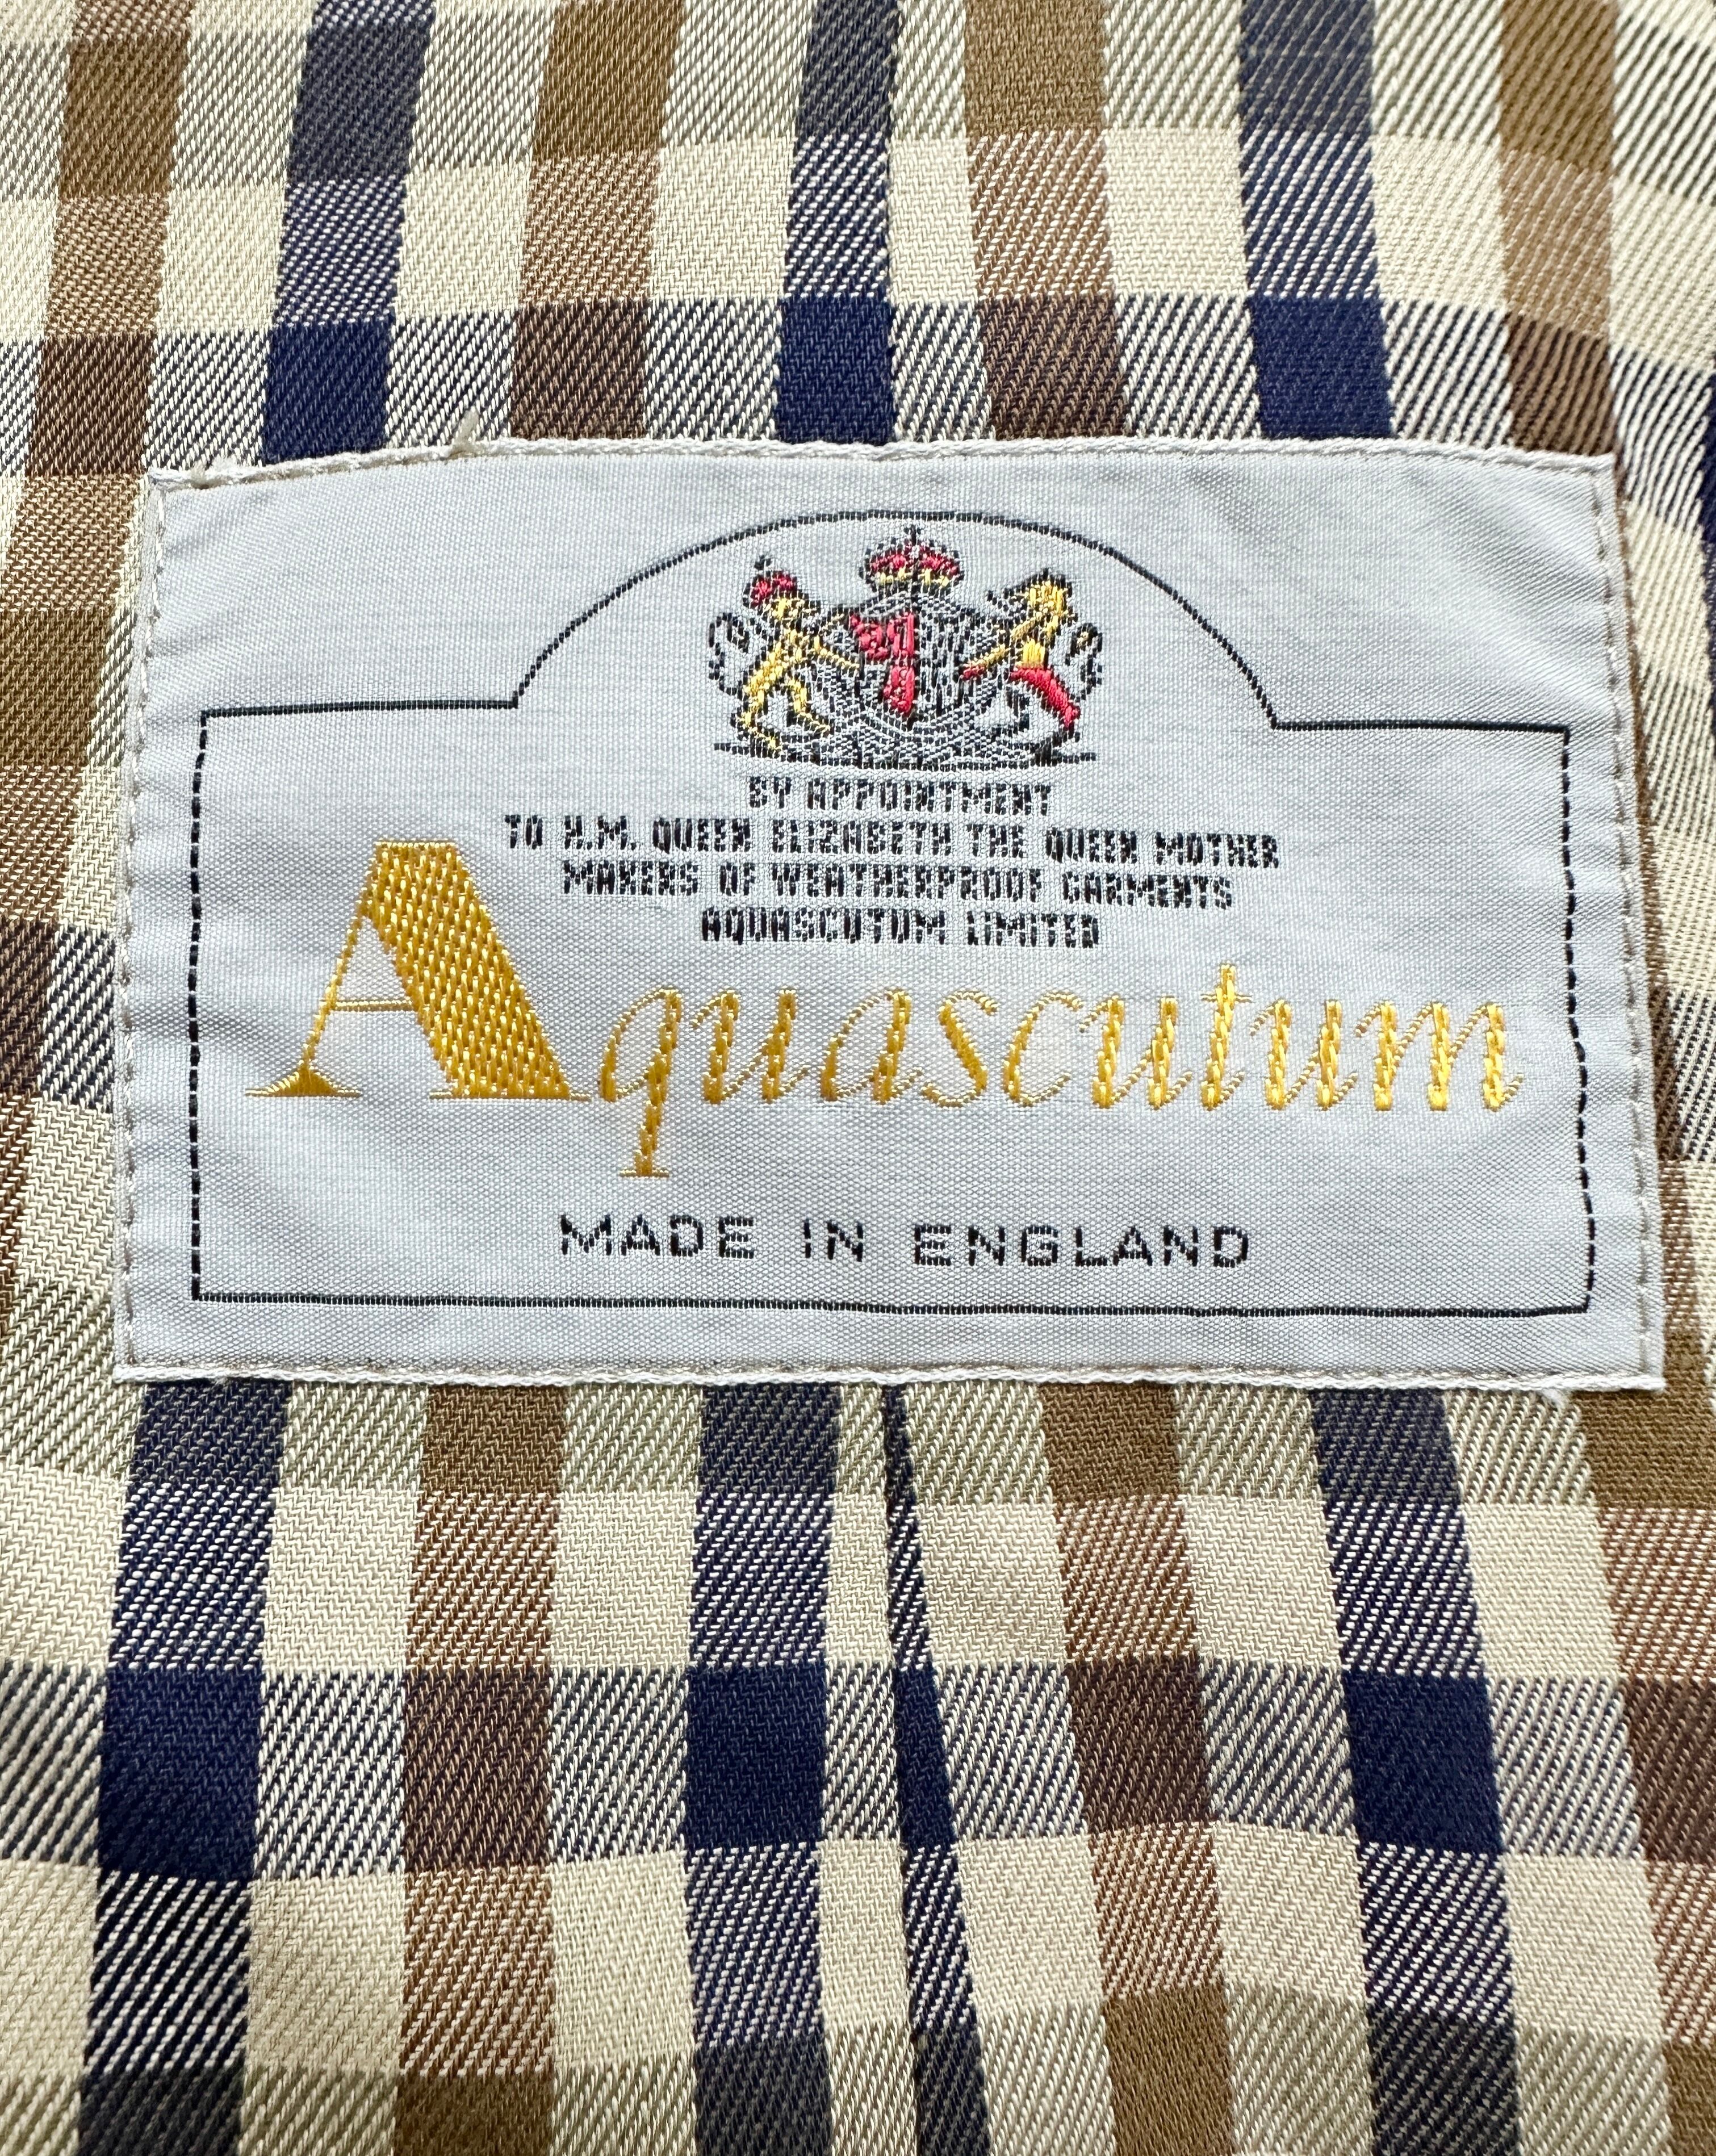 BY APPOINTMENT
TO H.M. QUEEN ELIZABETH THE QUEEN MOTHER
MAKERS OF WEATHERPROOF GARMENTS
AQUASCUTUM LIMITED
Aquascutum
MADE IN ENGLAND